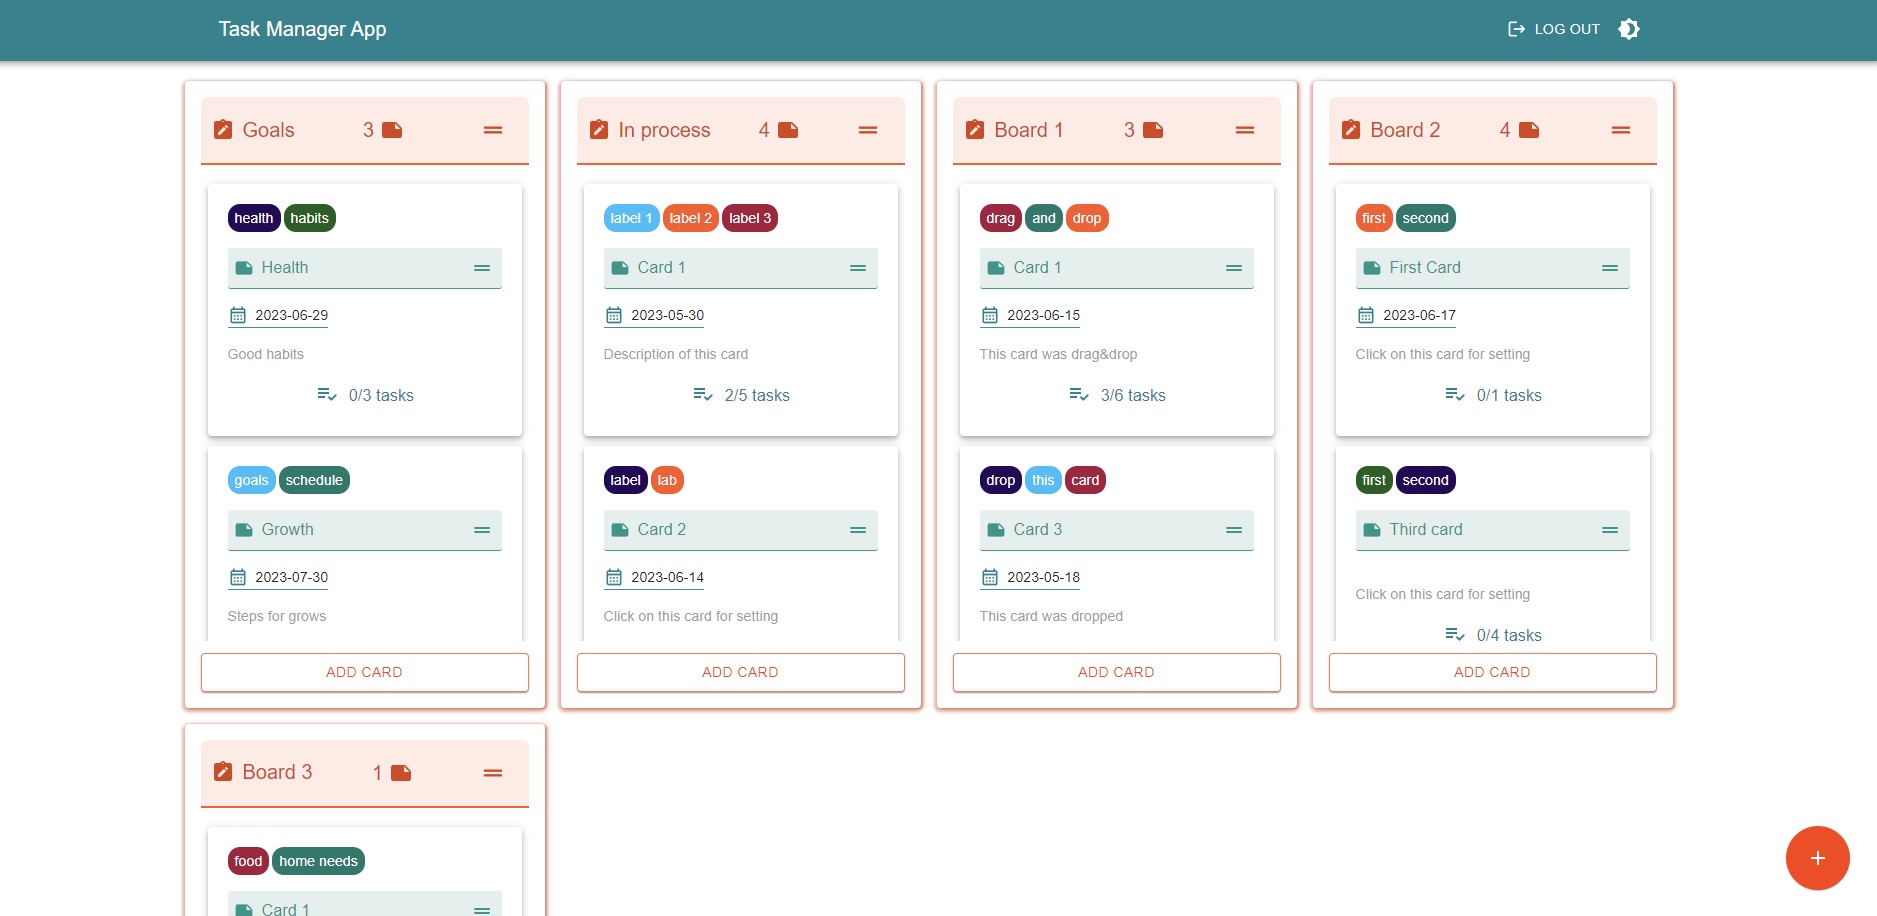 Task Manager App
LOG OUT
Goals 3
health habits
Health
2023-06-29
Good habits
0/3 tasks
goals schedule
Growth
2023-07-30
Steps for grows
ADD CARD
In process 4
label 1 label 2 label 3
Card 1
2023-05-30
Description of this card
2/5 tasks
label lab
Card 2
2023-06-14
Click on this card for setting
ADD CARD
Board 1 3
drag and drop
Card 1
2023-06-15
This card was drag&drop
3/6 tasks
drop this card
Card 3
2023-05-18
This card was dropped
ADD CARD
Board 2 4
first second
First Card
2023-06-17
Click on this card for setting
0/1 tasks
first second
Third card
Click on this card for setting
0/4 tasks
ADD CARD
Board 3 1
food home needs
Card 1